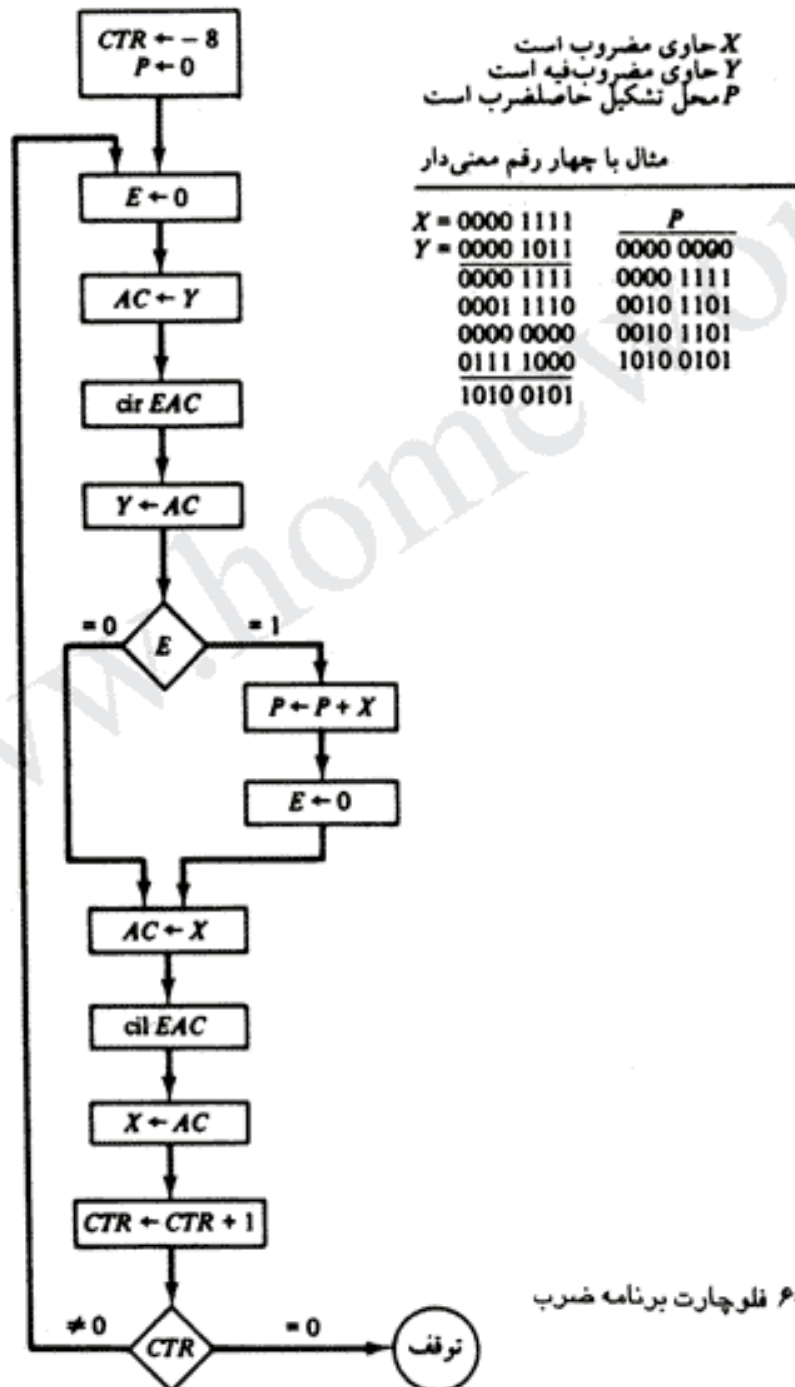 CTR ← − 8
P ← 0
X حاوی مضروب است
Y حاوی مضروب‌فیه است
P محل تشکیل حاصلضرب است
مثال با چهار رقم معنی‌دار
X = 0000 1111 P
Y = 0000 1011 0000 0000
0000 1111 0000 1111
0001 1110 0010 1101
0000 0000 0010 1101
0111 1000 1010 0101
1010 0101
E ← 0
AC ← Y
cir EAC
Y ← AC
= 0 E = 1
P ← P + X
E ← 0
AC ← X
cil EAC
X ← AC
CTR ← CTR + 1
≠ 0 CTR = 0 توقف
۶ فلوچارت برنامه ضرب